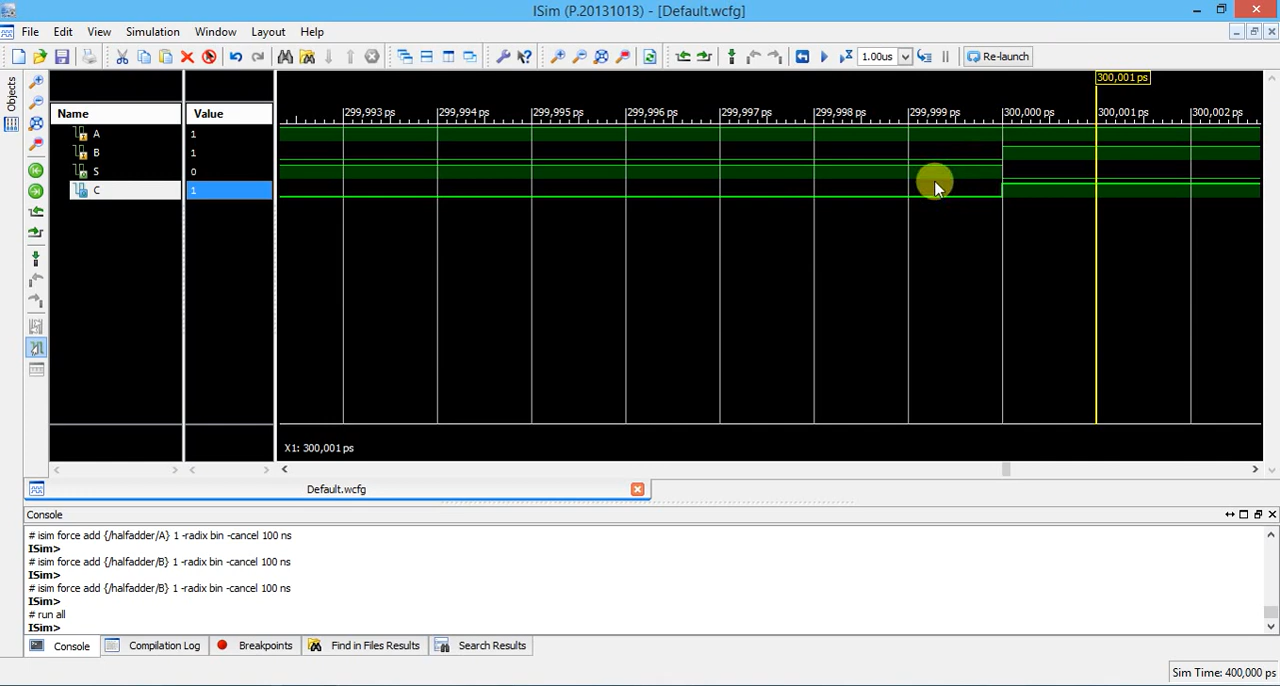 ISim (P.20131013) - [Default.wcfg]
File Edit View Simulation Window Layout Help
1.00us Re-launch
Objects
300,001 ps
Name Value
299,993 ps 299,994 ps 299,995 ps 299,996 ps 299,997 ps 299,998 ps 299,999 ps 300,000 ps 300,001 ps 300,002 ps
A 1
B 1
S 0
C 1
X1: 300,001 ps
Default.wcfg
Console
# isim force add {/halfadder/A} 1 -radix bin -cancel 100 ns
ISim>
# isim force add {/halfadder/B} 1 -radix bin -cancel 100 ns
ISim>
# isim force add {/halfadder/B} 1 -radix bin -cancel 100 ns
ISim>
# run all
ISim>
Console Compilation Log Breakpoints Find in Files Results Search Results
Sim Time: 400,000 ps